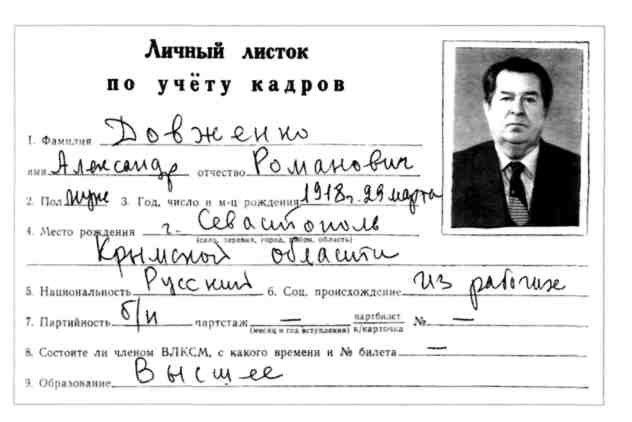 Личный листок
по учёту кадров
1. Фамилия Довженко
имя Александр отчество Романович
2. Пол муж 3. Год, число и м-ц рождения 1918г. 29 марта
4. Место рождения г. Севастополь
(село, деревня, город, район, область)
Крымской области
5. Национальность Русский 6. Соц. происхождение из рабочих
7. Партийность б/п партстаж — партбилет № —
(месяц и год вступления) к/карточка
8. Состоите ли членом ВЛКСМ, с какого времени и № билета —
9. Образование Высшее